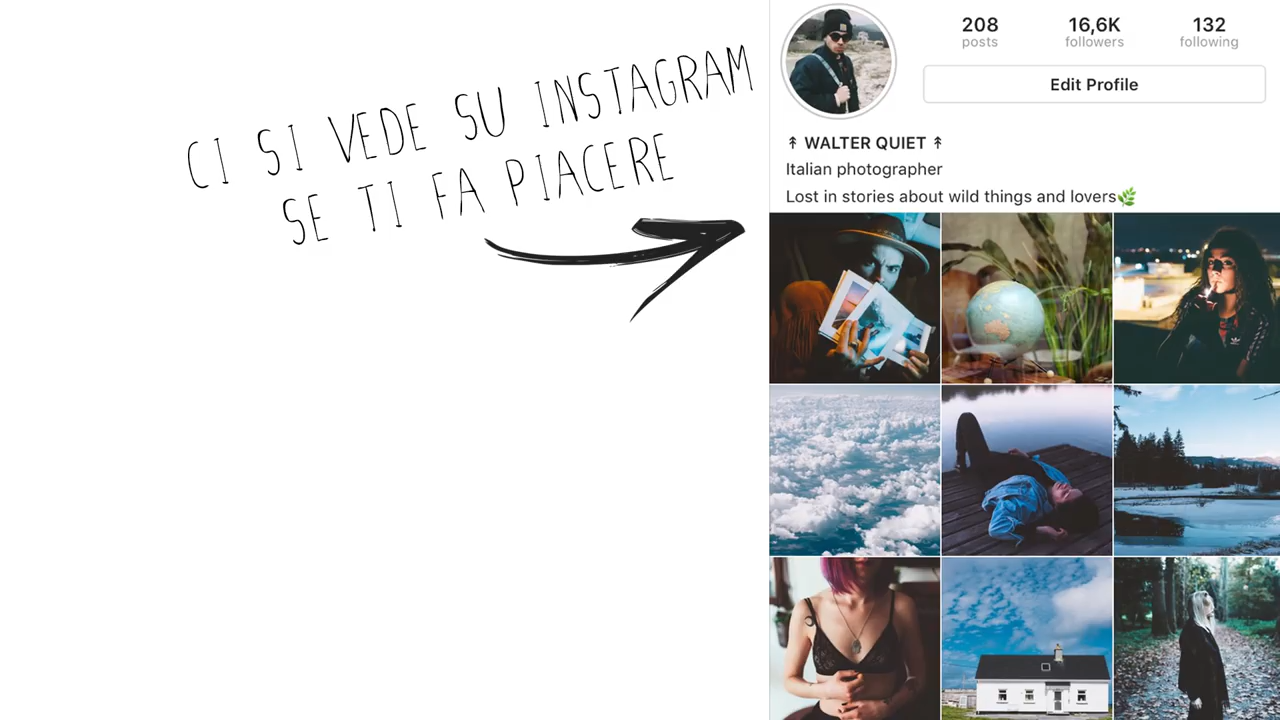 CI SI VEDE SU INSTAGRAM
SE TI FA PIACERE
208
posts
16,6K
followers
132
following
Edit Profile
↟ WALTER QUIET ↟
Italian photographer
Lost in stories about wild things and lovers🌿